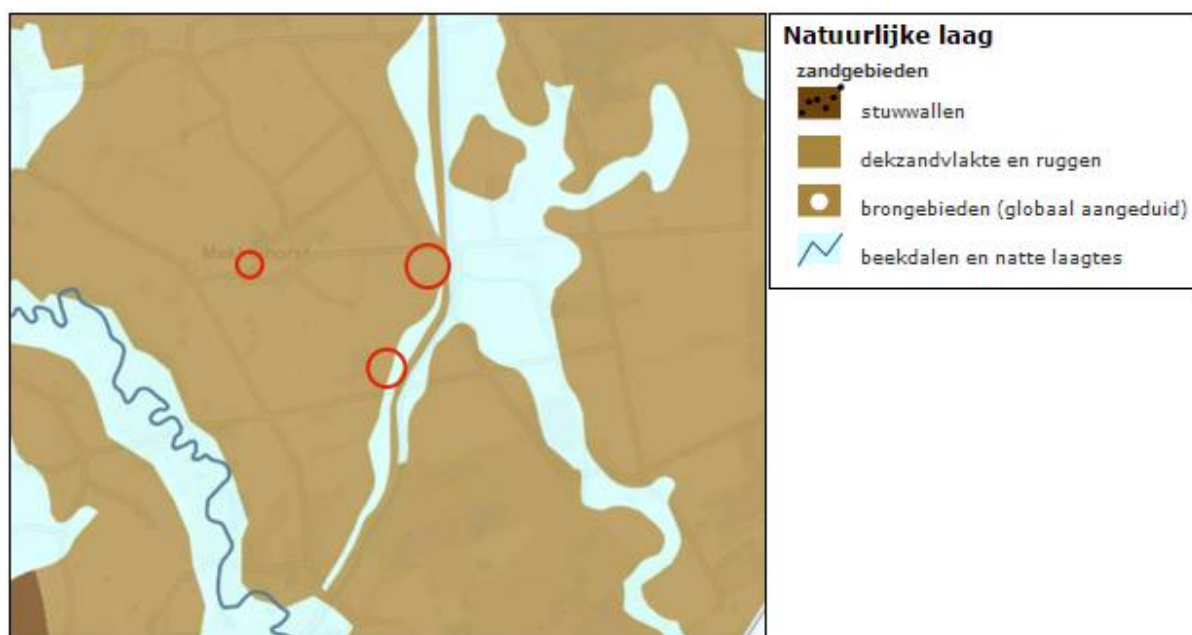 Natuurlijke laag
zandgebieden
stuwwallen
dekzandvlakte en ruggen
brongebieden (globaal aangeduid)
beekdalen en natte laagtes